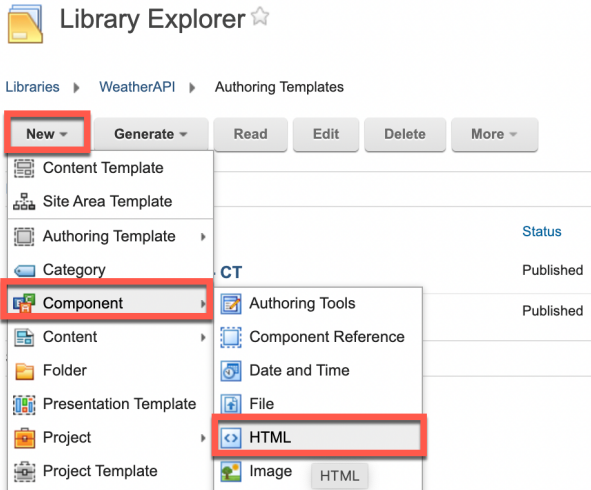 Library Explorer
Libraries WeatherAPI Authoring Templates
New Generate Read Edit Delete More
Content Template
Site Area Template
Authoring Template
Status
Category
CT
Published
Component
Authoring Tools
Published
Content
Component Reference
Folder
Date and Time
Presentation Template
File
Project
HTML
Project Template
Image
HTML